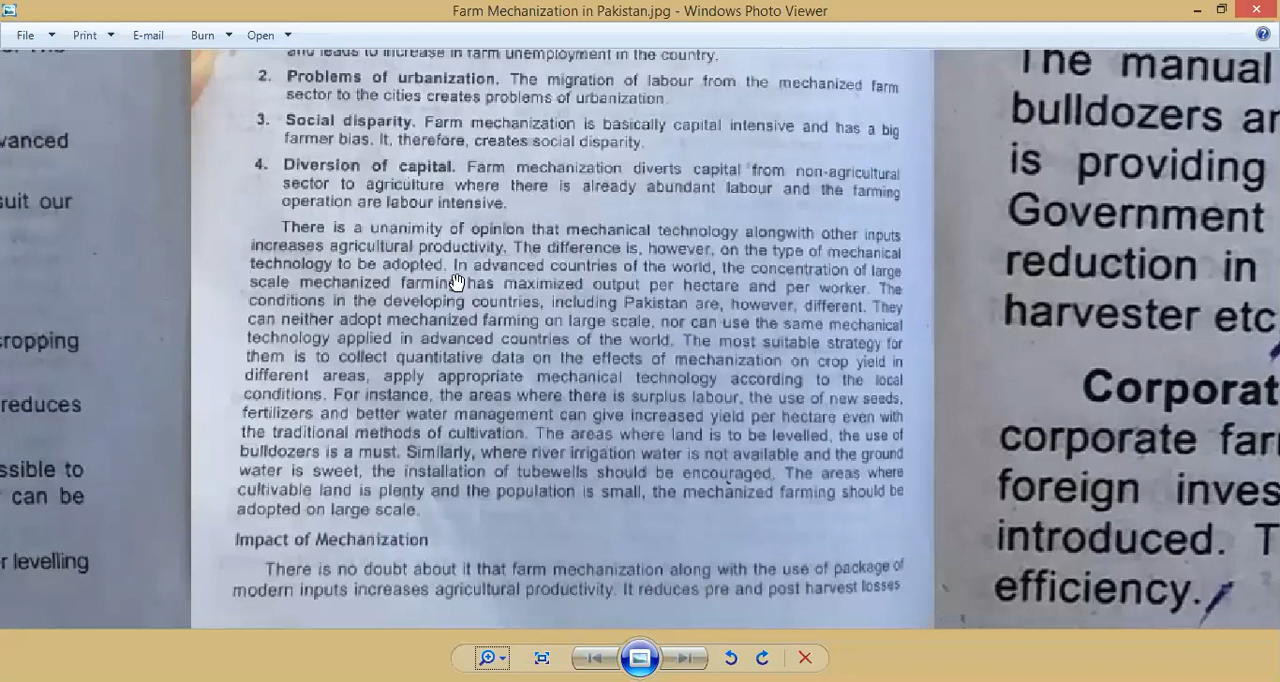 Farm Mechanization in Pakistan.jpg - Windows Photo Viewer
File Print E-mail Burn Open
and leads to increase in farm unemployment in the country.
2. Problems of urbanization. The migration of labour from the mechanized farm
sector to the cities creates problems of urbanization.
3. Social disparity. Farm mechanization is basically capital intensive and has a big
farmer bias. It, therefore, creates social disparity.
4. Diversion of capital. Farm mechanization diverts capital from non-agricultural
sector to agriculture where there is already abundant labour and the farming
operation are labour intensive.
There is a unanimity of opinion that mechanical technology alongwith other inputs
increases agricultural productivity. The difference is, however, on the type of mechanical
technology to be adopted. In advanced countries of the world, the concentration of large
scale mechanized farming has maximized output per hectare and per worker. The
conditions in the developing countries, including Pakistan are, however, different. They
can neither adopt mechanized farming on large scale, nor can use the same mechanical
technology applied in advanced countries of the world. The most suitable strategy for
them is to collect quantitative data on the effects of mechanization on crop yield in
different areas, apply appropriate mechanical technology according to the local
conditions. For instance, the areas where there is surplus labour, the use of new seeds,
fertilizers and better water management can give increased yield per hectare even with
the traditional methods of cultivation. The areas where land is to be levelled, the use of
bulldozers is a must. Similarly, where river irrigation water is not available and the ground
water is sweet, the installation of tubewells should be encouraged. The areas where
cultivable land is plenty and the population is small, the mechanized farming should be
adopted on large scale.
Impact of Mechanization
There is no doubt about it that farm mechanization along with the use of package of
modern inputs increases agricultural productivity. It reduces pre and post harvest losses
vanced
suit our
cropping
reduces
ssible to
can be
r levelling
The manual
bulldozers ar
is providing
Government
reduction in
harvester etc
Corporat
corporate farı
foreign inves
introduced. T
efficiency.